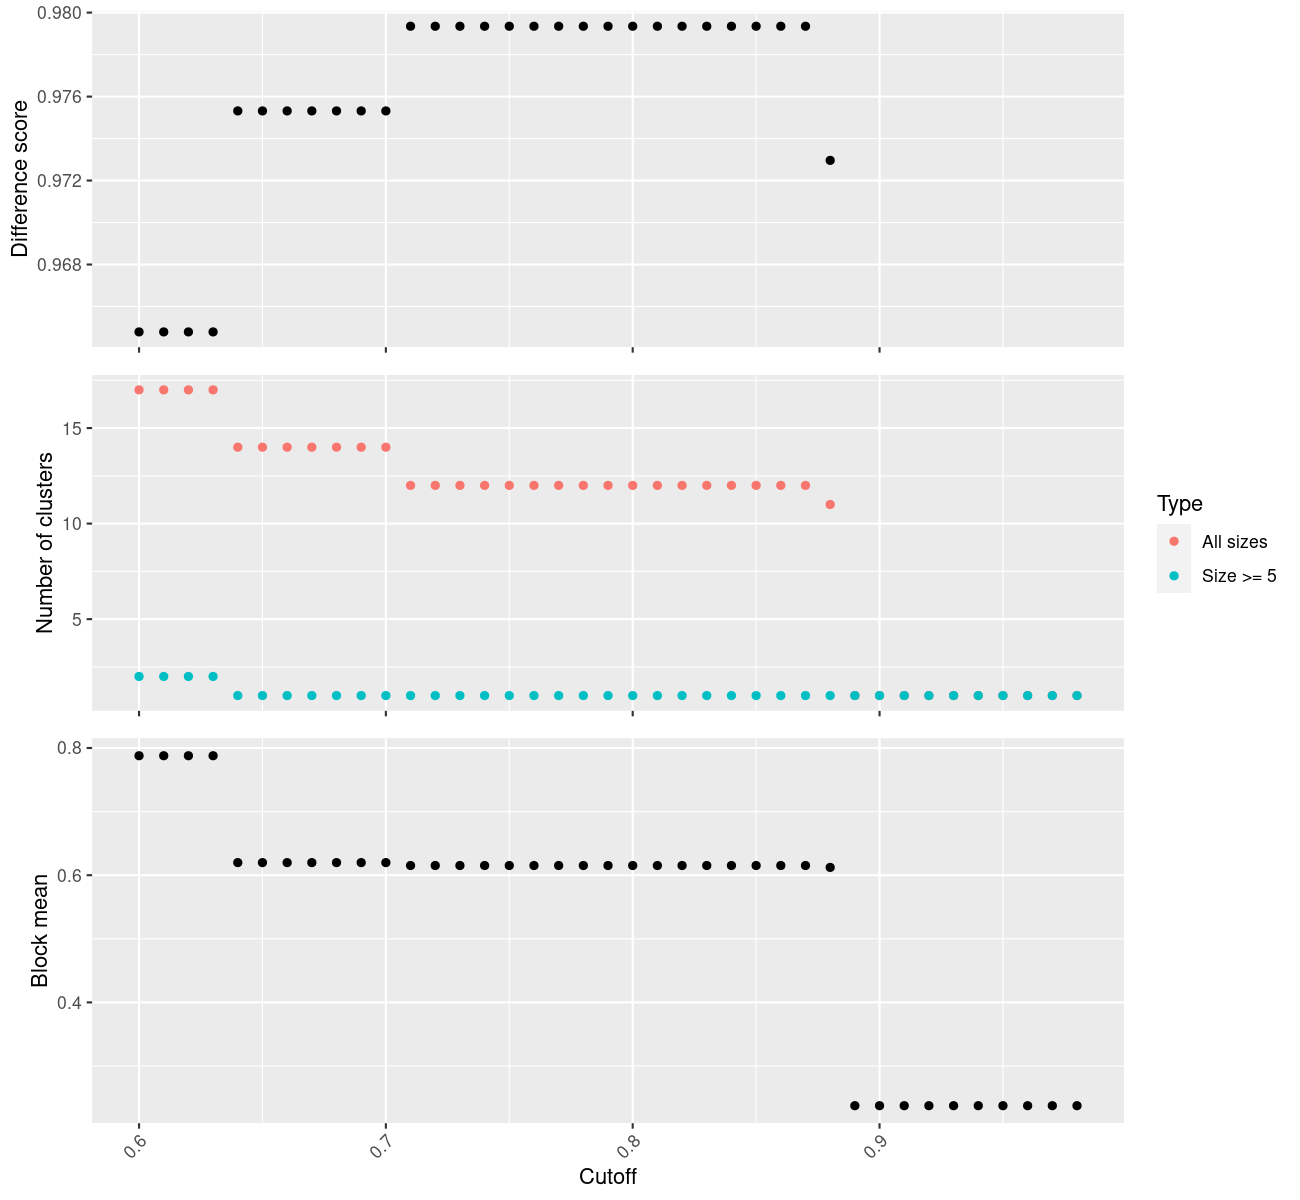 Difference score
0.980
0.976
0.972
0.968
Number of clusters
15
10
5
Type
All sizes
Size >= 5
Block mean
0.8
0.6
0.4
0.6
0.7
0.8
0.9
Cutoff